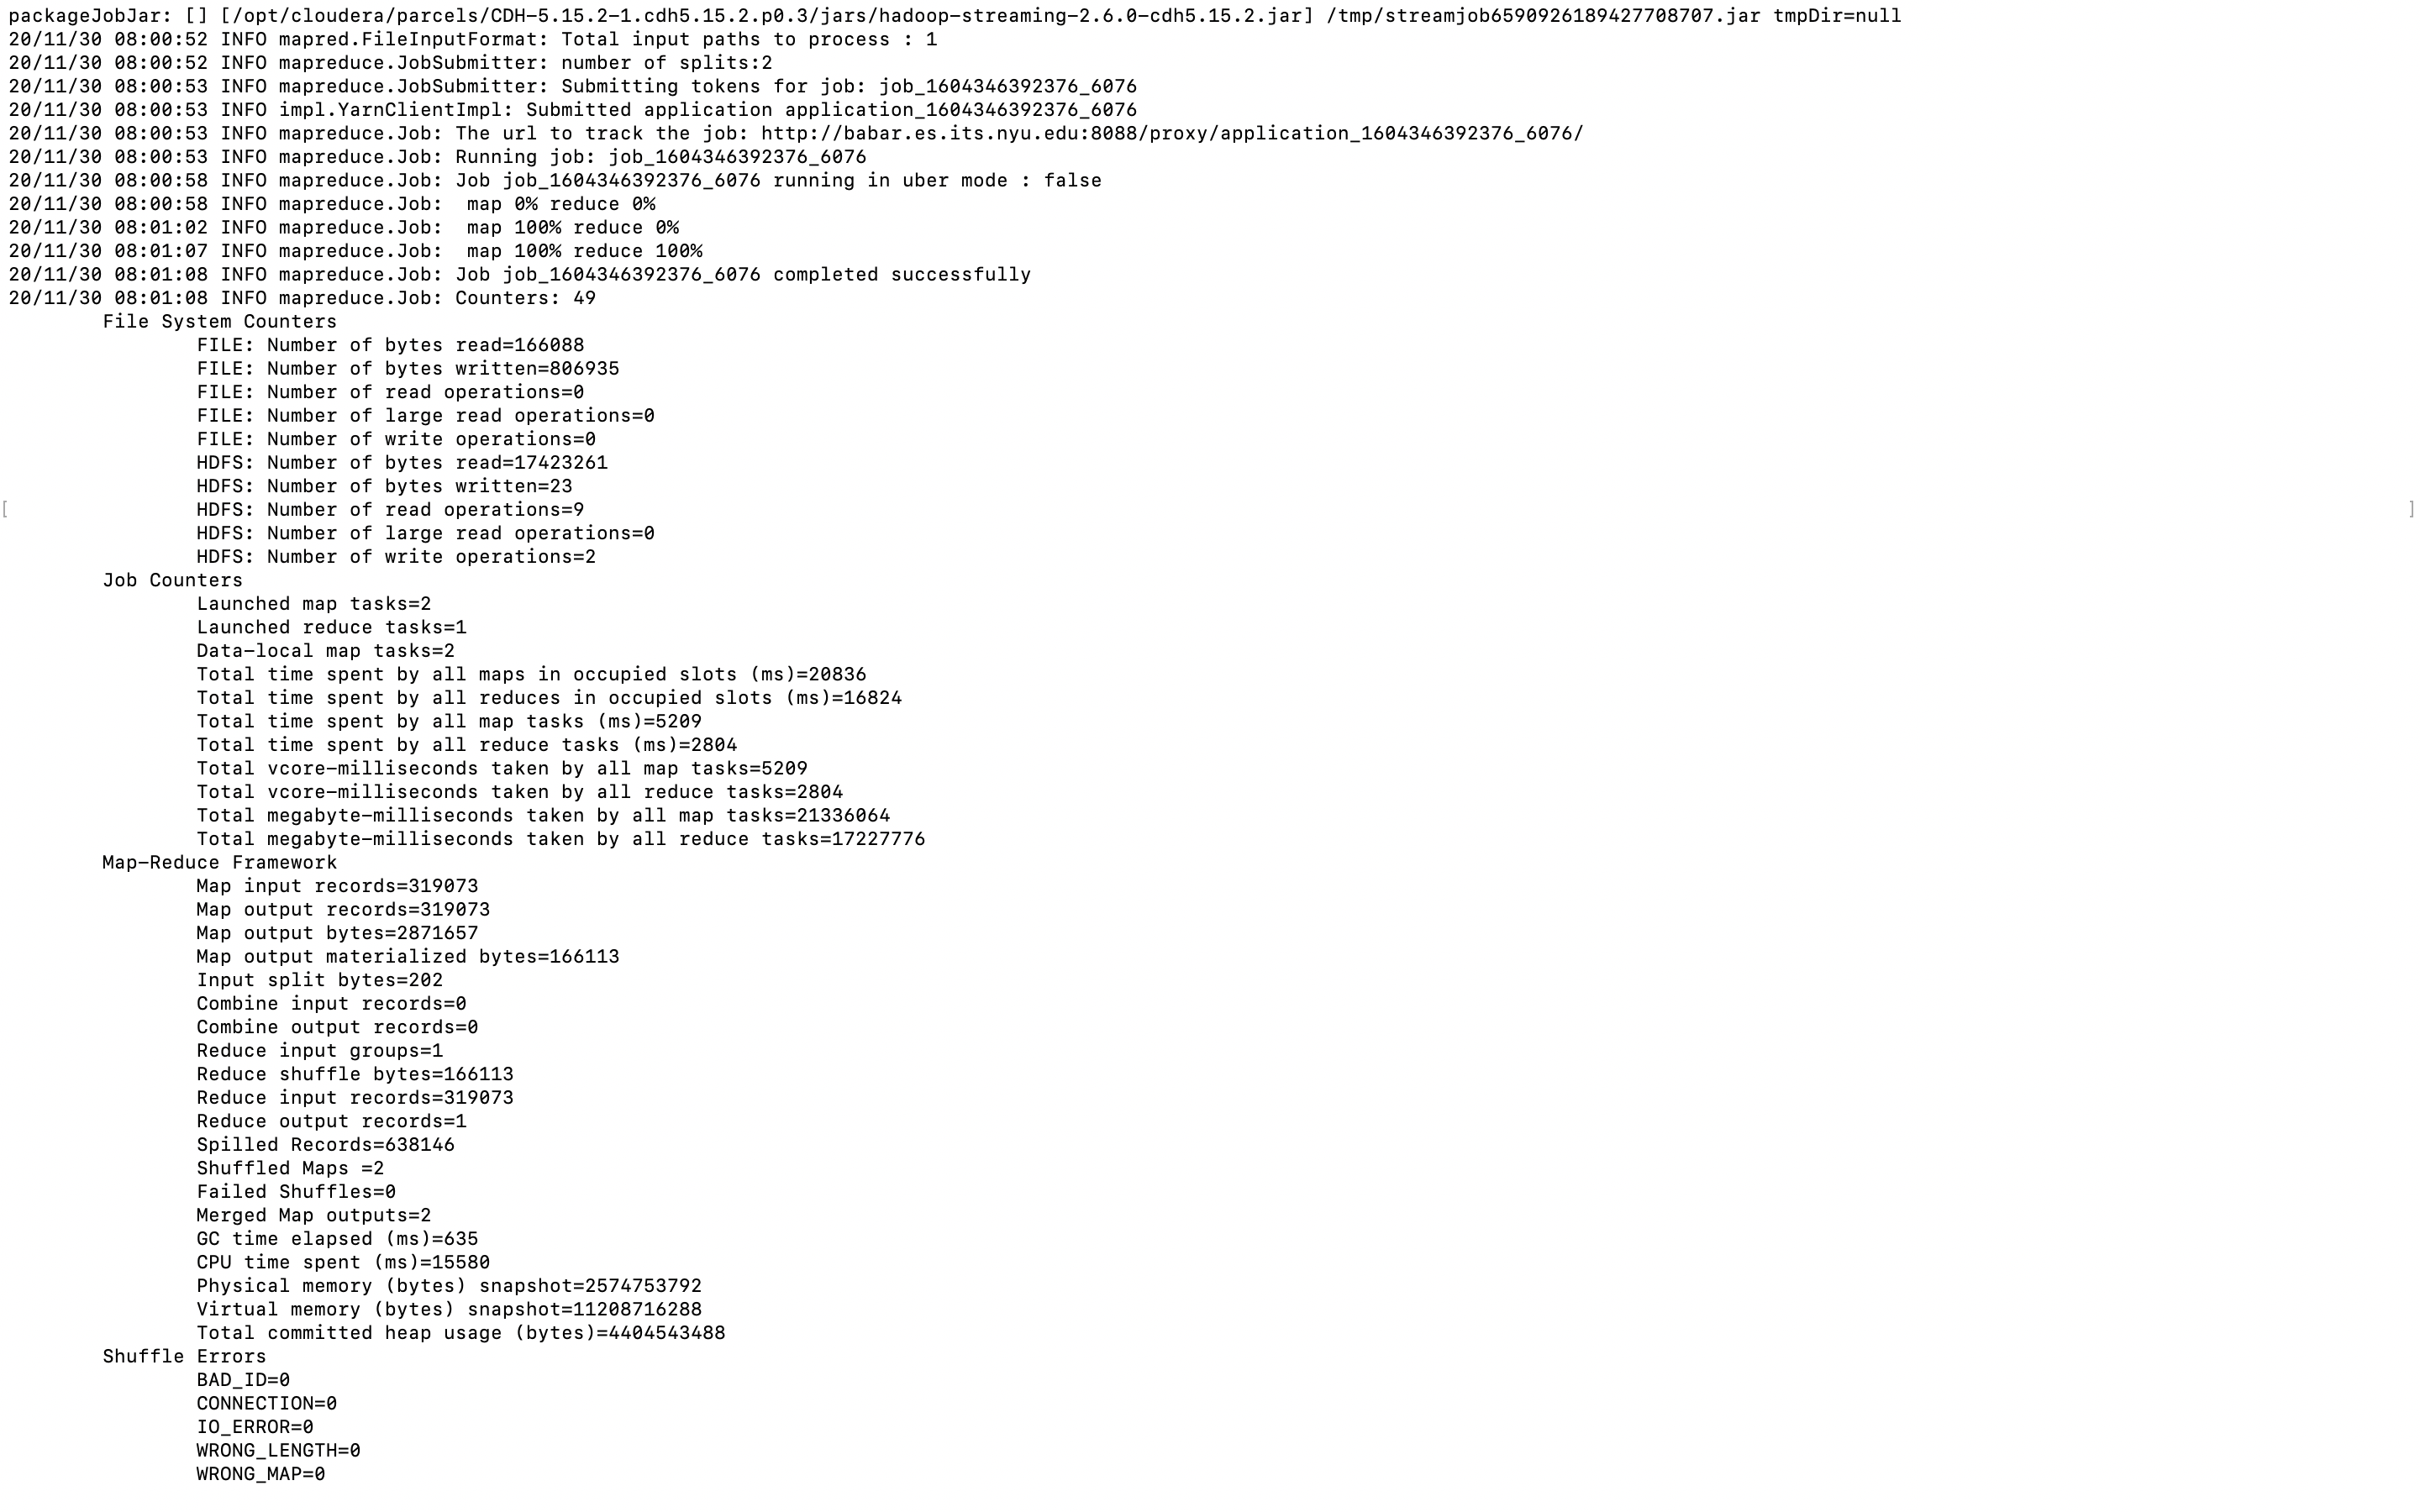 packageJobJar: [] [/opt/cloudera/parcels/CDH-5.15.2-1.cdh5.15.2.p0.3/jars/hadoop-streaming-2.6.0-cdh5.15.2.jar] /tmp/streamjob6590926189427708707.jar tmpDir=null
20/11/30 08:00:52 INFO mapred.FileInputFormat: Total input paths to process : 1
20/11/30 08:00:52 INFO mapreduce.JobSubmitter: number of splits:2
20/11/30 08:00:53 INFO mapreduce.JobSubmitter: Submitting tokens for job: job_1604346392376_6076
20/11/30 08:00:53 INFO impl.YarnClientImpl: Submitted application application_1604346392376_6076
20/11/30 08:00:53 INFO mapreduce.Job: The url to track the job: http://babar.es.its.nyu.edu:8088/proxy/application_1604346392376_6076/
20/11/30 08:00:53 INFO mapreduce.Job: Running job: job_1604346392376_6076
20/11/30 08:00:58 INFO mapreduce.Job: Job job_1604346392376_6076 running in uber mode : false
20/11/30 08:00:58 INFO mapreduce.Job:  map 0% reduce 0%
20/11/30 08:01:02 INFO mapreduce.Job:  map 100% reduce 0%
20/11/30 08:01:07 INFO mapreduce.Job:  map 100% reduce 100%
20/11/30 08:01:08 INFO mapreduce.Job: Job job_1604346392376_6076 completed successfully
20/11/30 08:01:08 INFO mapreduce.Job: Counters: 49
File System Counters
FILE: Number of bytes read=166088
FILE: Number of bytes written=806935
FILE: Number of read operations=0
FILE: Number of large read operations=0
FILE: Number of write operations=0
HDFS: Number of bytes read=17423261
HDFS: Number of bytes written=23
[ HDFS: Number of read operations=9 ]
HDFS: Number of large read operations=0
HDFS: Number of write operations=2
Job Counters
Launched map tasks=2
Launched reduce tasks=1
Data-local map tasks=2
Total time spent by all maps in occupied slots (ms)=20836
Total time spent by all reduces in occupied slots (ms)=16824
Total time spent by all map tasks (ms)=5209
Total time spent by all reduce tasks (ms)=2804
Total vcore-milliseconds taken by all map tasks=5209
Total vcore-milliseconds taken by all reduce tasks=2804
Total megabyte-milliseconds taken by all map tasks=21336064
Total megabyte-milliseconds taken by all reduce tasks=17227776
Map-Reduce Framework
Map input records=319073
Map output records=319073
Map output bytes=2871657
Map output materialized bytes=166113
Input split bytes=202
Combine input records=0
Combine output records=0
Reduce input groups=1
Reduce shuffle bytes=166113
Reduce input records=319073
Reduce output records=1
Spilled Records=638146
Shuffled Maps =2
Failed Shuffles=0
Merged Map outputs=2
GC time elapsed (ms)=635
CPU time spent (ms)=15580
Physical memory (bytes) snapshot=2574753792
Virtual memory (bytes) snapshot=11208716288
Total committed heap usage (bytes)=4404543488
Shuffle Errors
BAD_ID=0
CONNECTION=0
IO_ERROR=0
WRONG_LENGTH=0
WRONG_MAP=0